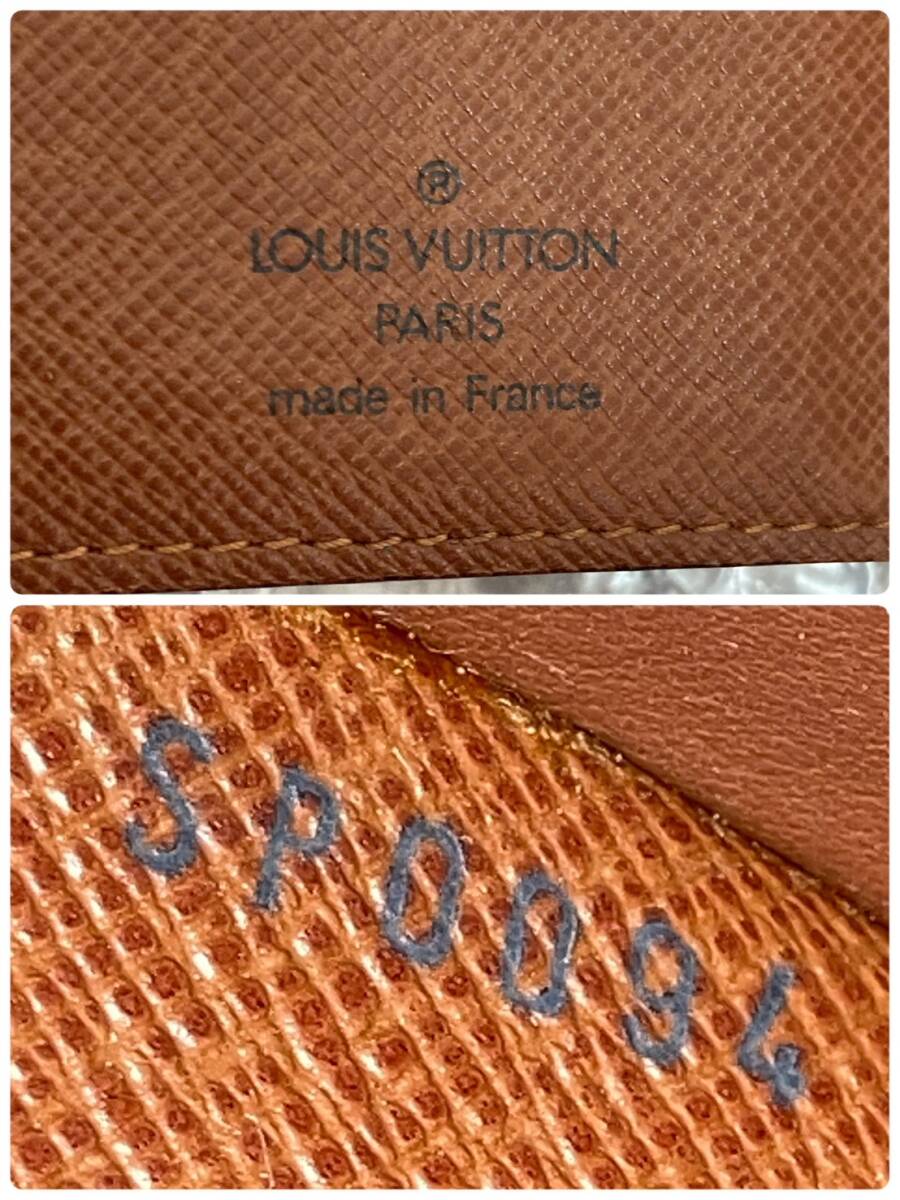 ®
LOUIS VUITTON
PARIS
made in France
SP0094